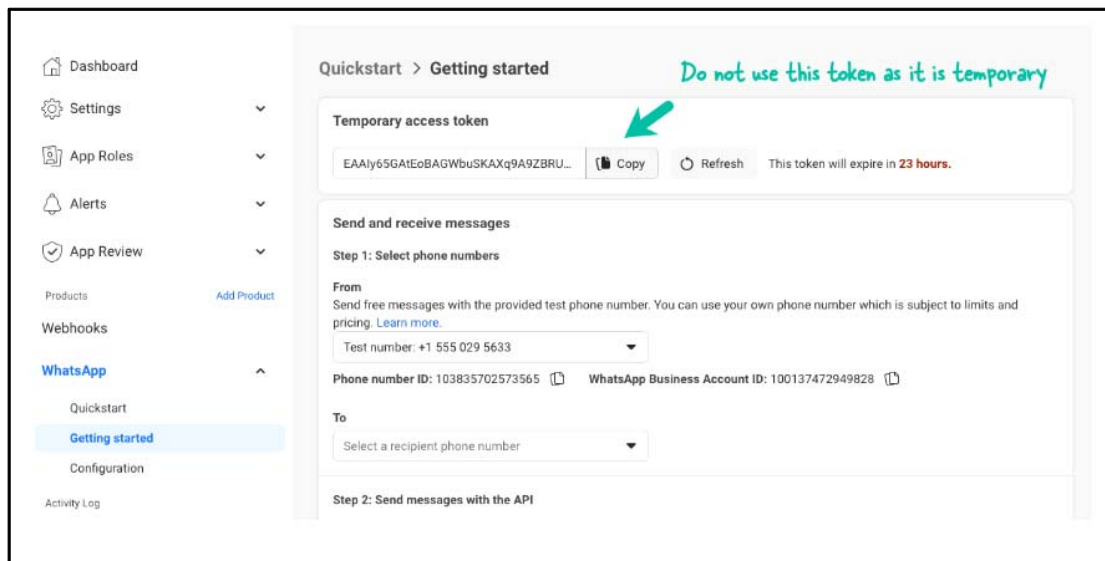 Dashboard
Settings
App Roles
Alerts
App Review
Products Add Product
Webhooks
WhatsApp
Quickstart
Getting started
Configuration
Activity Log
Quickstart > Getting started
Do not use this token as it is temporary
Temporary access token
EAAIy65GAtEoBAGWbuSKAXq9A9ZBRU... Copy Refresh This token will expire in 23 hours.
Send and receive messages
Step 1: Select phone numbers
From
Send free messages with the provided test phone number. You can use your own phone number which is subject to limits and
pricing. Learn more.
Test number: +1 555 029 5633
Phone number ID: 103835702573565 WhatsApp Business Account ID: 100137472949828
To
Select a recipient phone number
Step 2: Send messages with the API